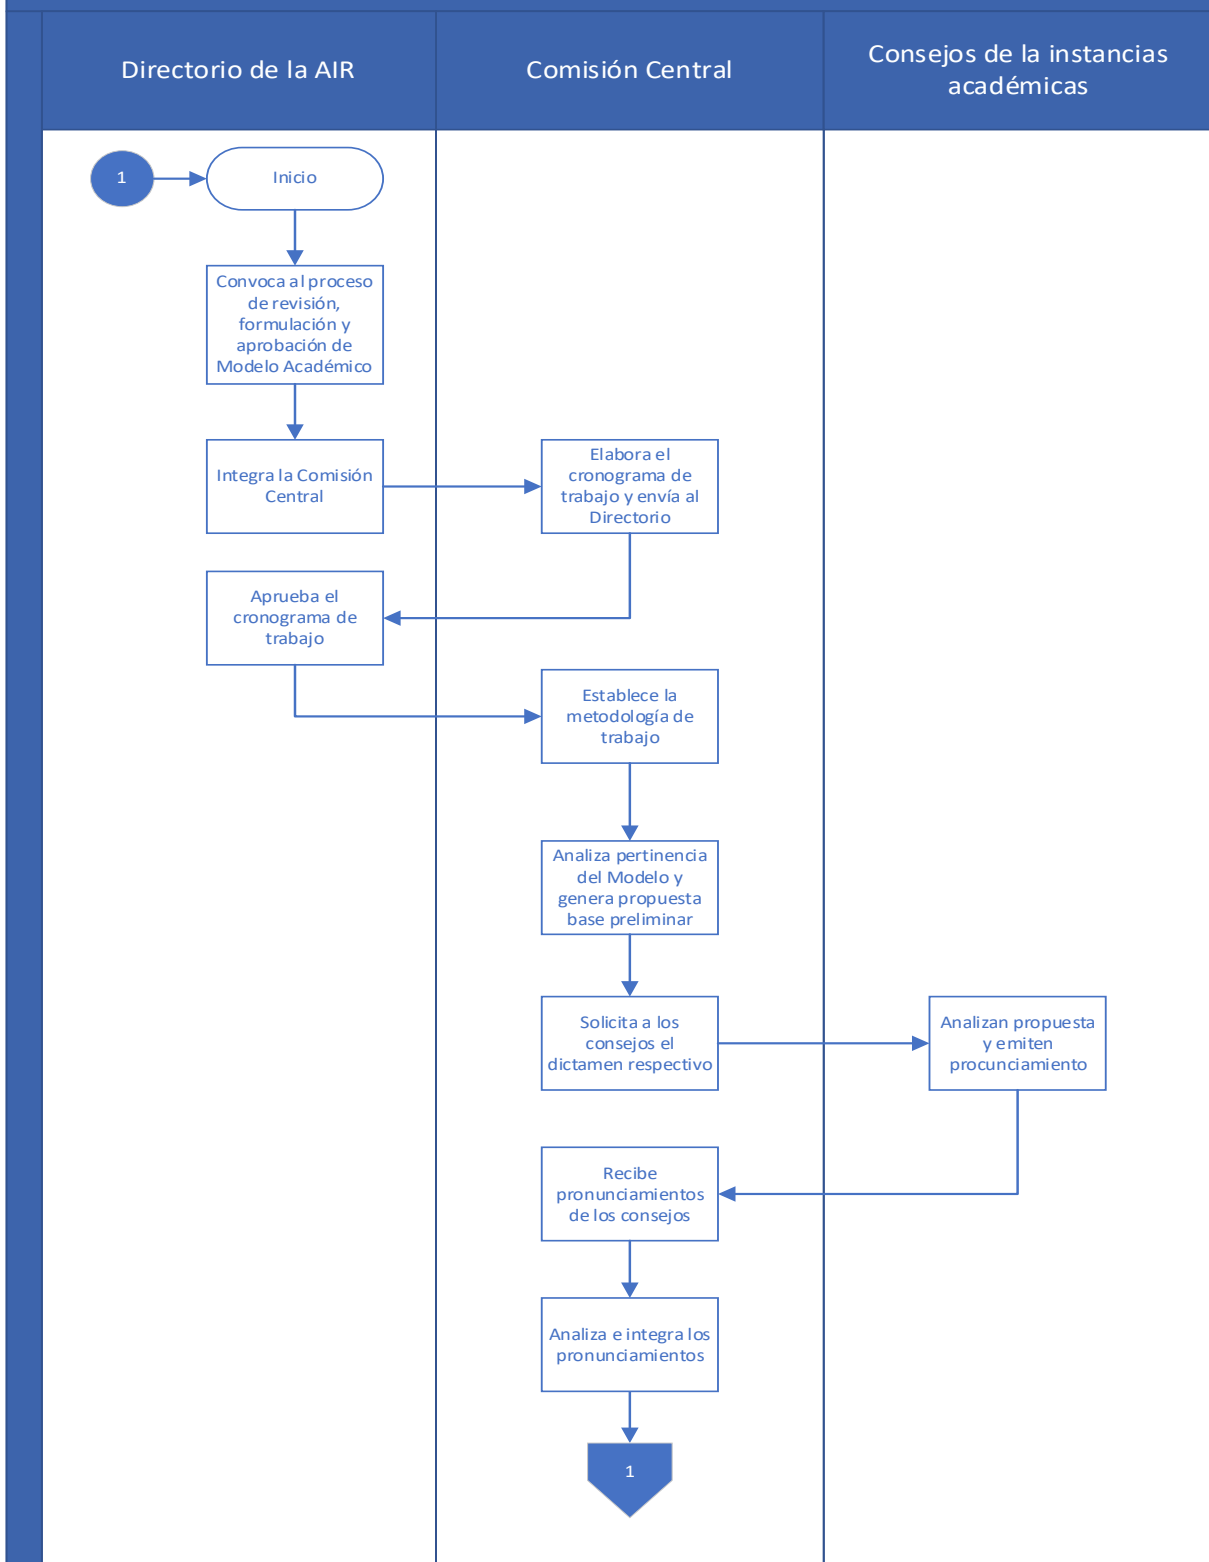 Directorio de la AIR
Comisión Central
Consejos de la instancias
académicas
1
Inicio
Convoca al proceso
de revisión,
formulación y
aprobación de
Modelo Académico
Integra la Comisión
Central
Elabora el
cronograma de
trabajo y envía al
Directorio
Aprueba el
cronograma de
trabajo
Establece la
metodología de
trabajo
Analiza pertinencia
del Modelo y
genera propuesta
base preliminar
Solicita a los
consejos el
dictamen respectivo
Analizan propuesta
y emiten
procunciamiento
Recibe
pronunciamientos
de los consejos
Analiza e integra los
pronunciamientos
1